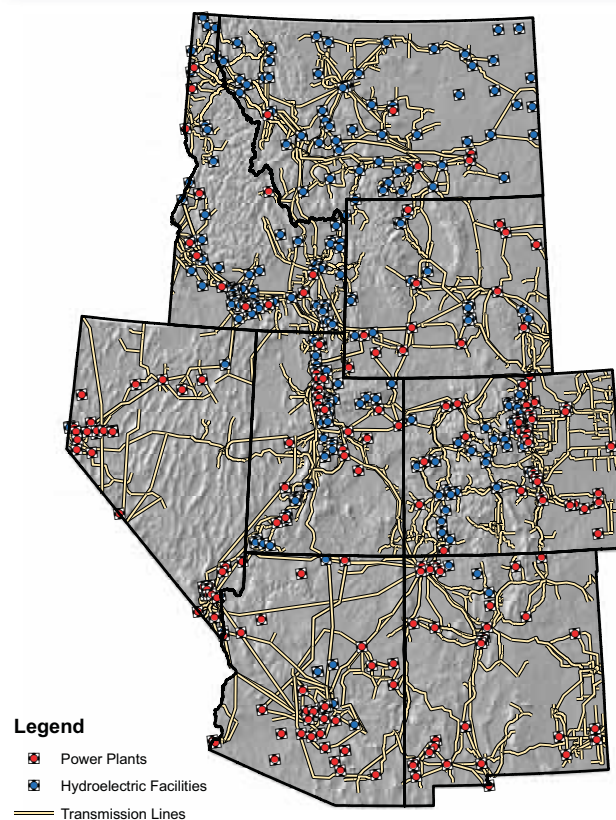 Legend
Power Plants
Hydroelectric Facilities
Transmission Lines